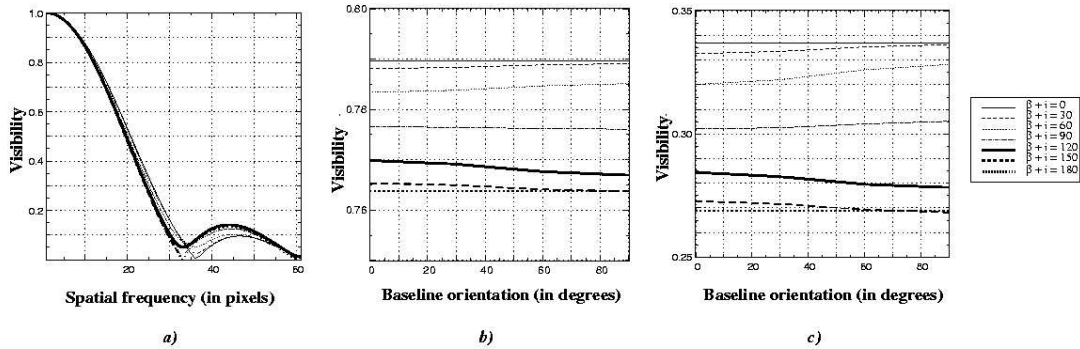 1.0
0.8
0.6
0.4
0.2
20
40
60
Visibility
Spatial frequency (in pixels)
a)
0.80
0.78
0.76
0
20
40
60
80
Visibility
Baseline orientation (in degrees)
b)
0.35
0.30
0.25
0
20
40
60
80
Visibility
Baseline orientation (in degrees)
c)
β + i = 0
β + i = 30
β + i = 60
β + i = 90
β + i = 120
β + i = 150
β + i = 180